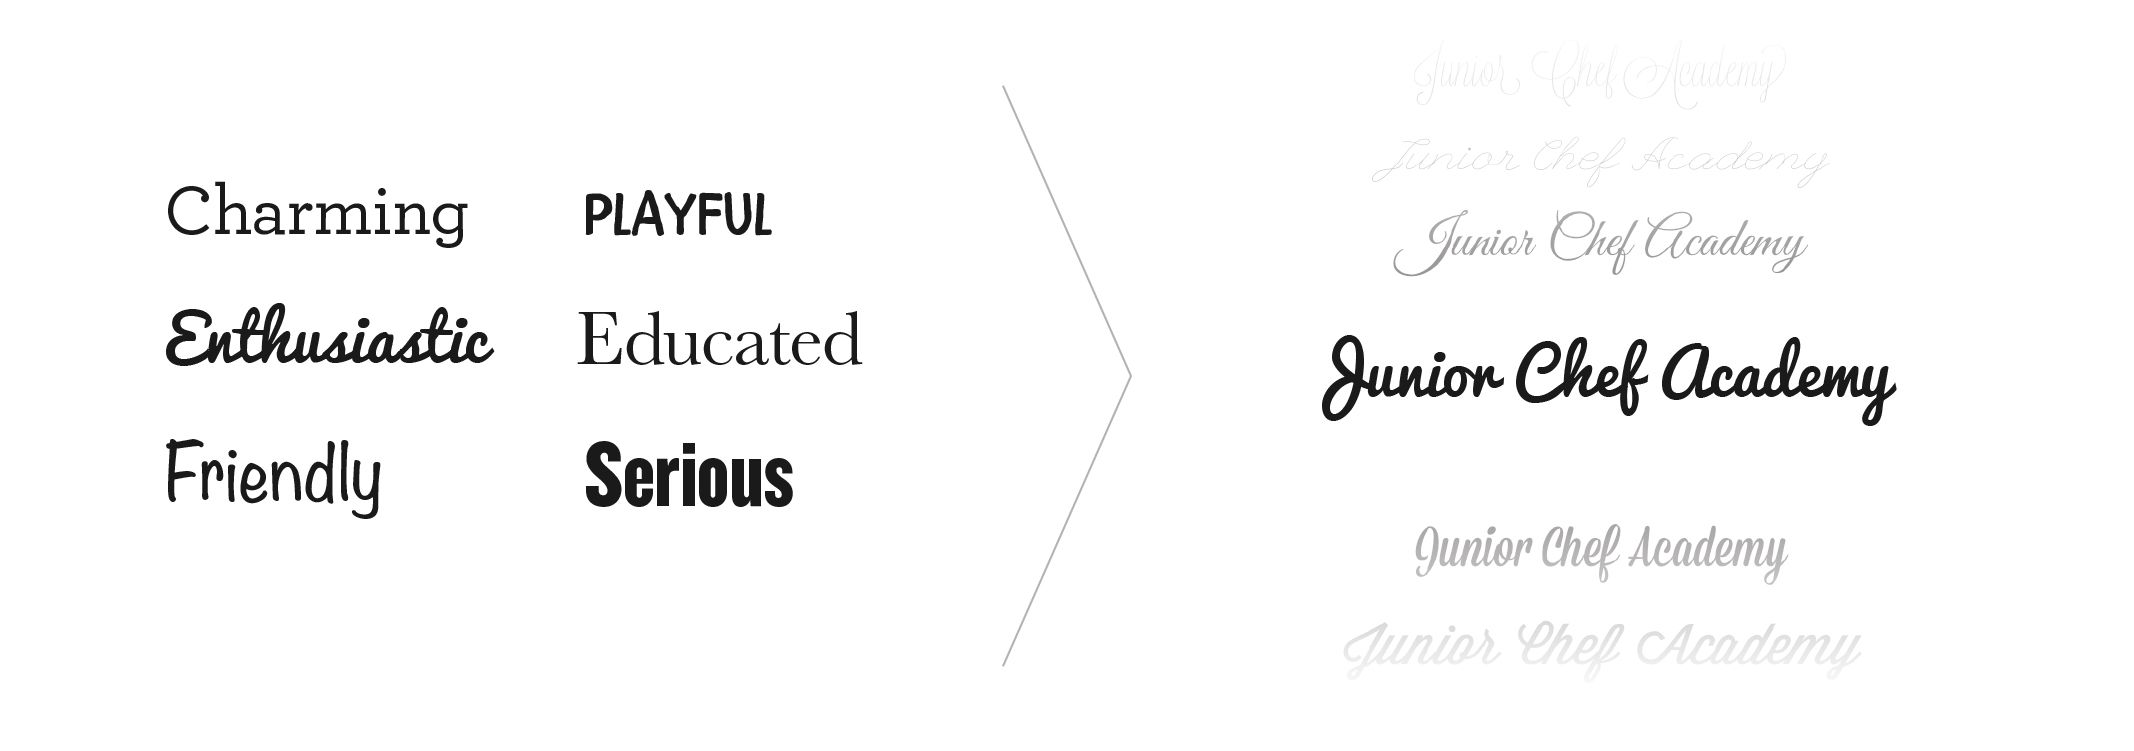 Charming
PLAYFUL
Enthusiastic
Educated
Friendly
Serious
Junior Chef Academy
Junior Chef Academy
Junior Chef Academy
Junior Chef Academy
Junior Chef Academy
Junior Chef Academy